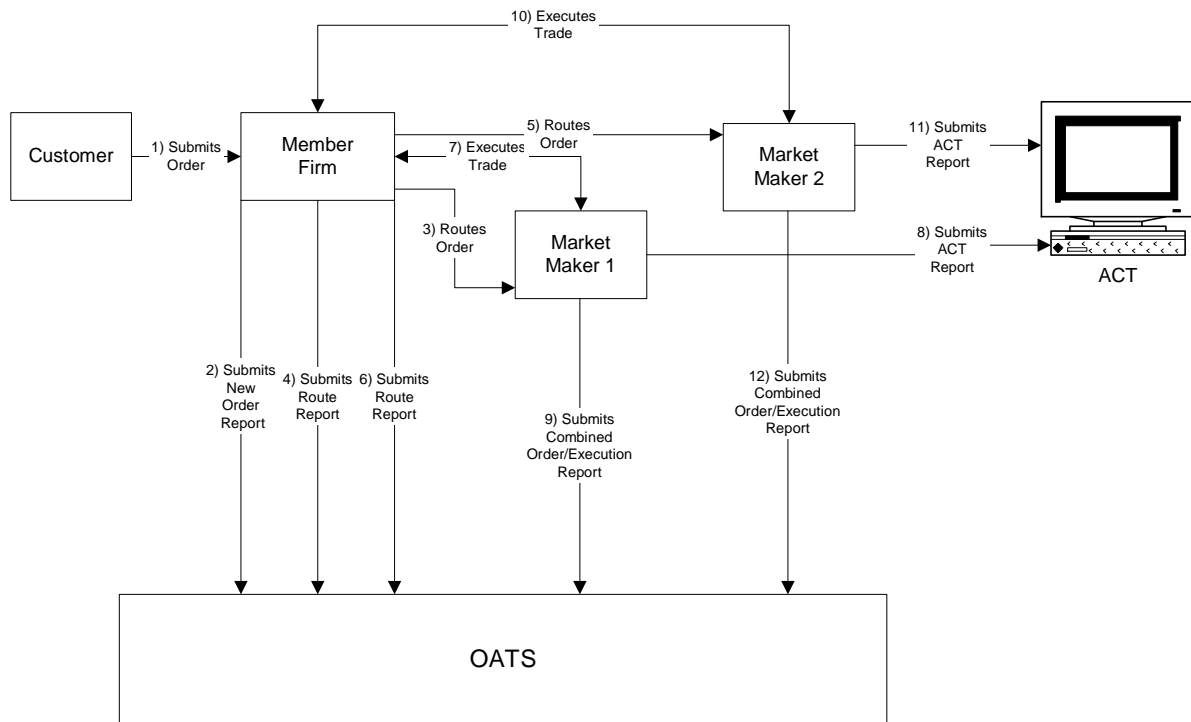 10) Executes
Trade
Customer
1) Submits
Order
Member
Firm
5) Routes
Order
7) Executes
Trade
Market
Maker 2
11) Submits
ACT
Report
3) Routes
Order
Market
Maker 1
8) Submits
ACT
Report
ACT
2) Submits
New
Order
Report
4) Submits
Route
Report
6) Submits
Route
Report
9) Submits
Combined
Order/Execution
Report
12) Submits
Combined
Order/Execution
Report
OATS